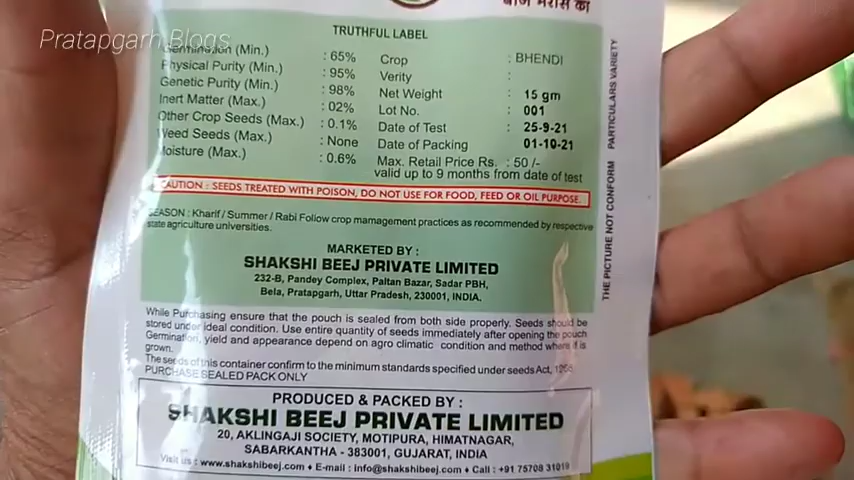 Pratapgarh Blogs
बीज भरोसे का
TRUTHFUL LABEL
Germination (Min.) : 65%
Physical Purity (Min.) : 95%
Genetic Purity (Min.) : 98%
Inert Matter (Max.) : 02%
Other Crop Seeds (Max.) : 0.1%
Weed Seeds (Max.) : None
Moisture (Max.) : 0.6%
Crop : BHENDI
Verity :
Net Weight : 15 gm
Lot No. : 001
Date of Test : 25-9-21
Date of Packing : 01-10-21
Max. Retail Price Rs. : 50/-
valid up to 9 months from date of test
CAUTION : SEEDS TREATED WITH POISON, DO NOT USE FOR FOOD, FEED OR OIL PURPOSE.
SEASON : Kharif/Summer/Rabi Follow crop management practices as recommended by respective
state agriculture universities.
MARKETED BY :
SHAKSHI BEEJ PRIVATE LIMITED
232-B, Pandey Complex, Paltan Bazar, Sadar PBH,
Bela, Pratapgarh, Uttar Pradesh, 230001, INDIA.
While Purchasing ensure that the pouch is sealed from both side properly. Seeds should be
stored under ideal condition. Use entire quantity of seeds immediately after opening the pouch
Germination, yield and appearance depend on agro climatic condition and method where it is
grown.
The seeds of this container confirm to the minimum standards specified under Seeds Act,
PURCHASE SEALED PACK ONLY
PRODUCED & PACKED BY :
SHAKSHI BEEJ PRIVATE LIMITED
20, AKLINGAJI SOCIETY, MOTIPURA, HIMATNAGAR,
SABARKANTHA - 383001, GUJARAT, INDIA
Visit us : www.shakshibeej.com ♦ E-mail : info@shakshibeej.com ♦ Call : +91 75708 31019
THE PICTURE MAY NOT CONFORM PARTICULARS VARIETY